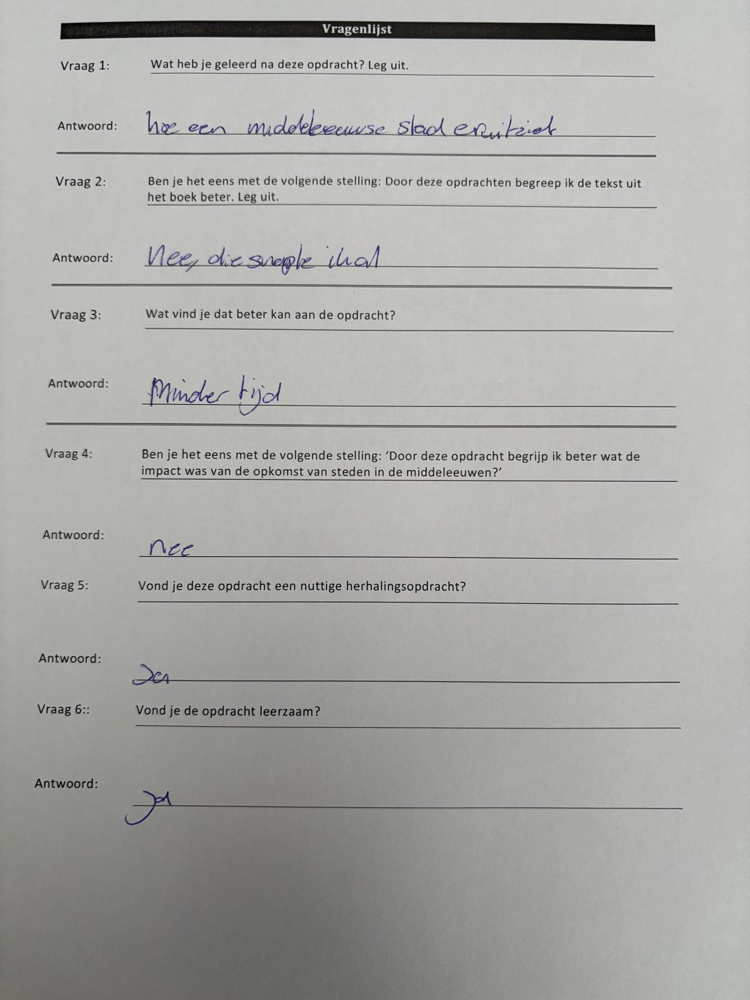 Vragenlijst
Vraag 1: Wat heb je geleerd na deze opdracht? Leg uit.
Antwoord: hoe een middeleeuwse stad eruitziet
Vraag 2: Ben je het eens met de volgende stelling: Door deze opdrachten begreep ik de tekst uit
het boek beter. Leg uit.
Antwoord: Nee, die snapte ik al
Vraag 3: Wat vind je dat beter kan aan de opdracht?
Antwoord: Minder tijd
Vraag 4: Ben je het eens met de volgende stelling: ‘Door deze opdracht begrijp ik beter wat de
impact was van de opkomst van steden in de middeleeuwen?’
Antwoord: nee
Vraag 5: Vond je deze opdracht een nuttige herhalingsopdracht?
Antwoord: Ja
Vraag 6:: Vond je de opdracht leerzaam?
Antwoord: Ja